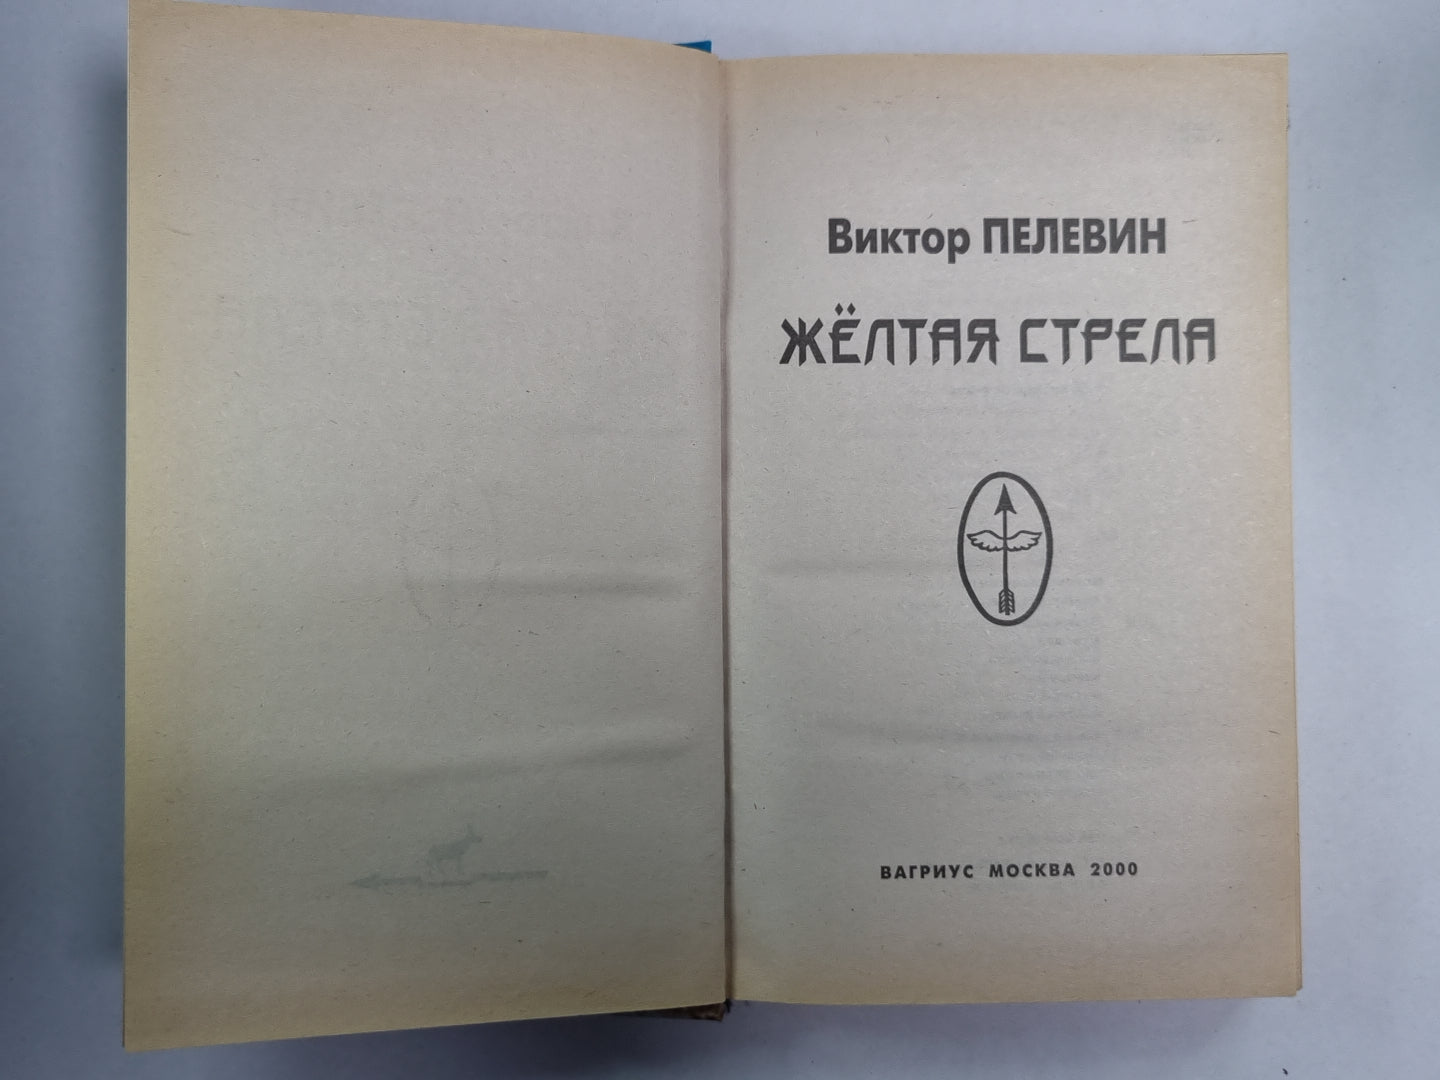 Виктор ПЕЛЕВИН
ЖЁЛТАЯ СТРЕЛА
ВАГРИУС МОСКВА 2000